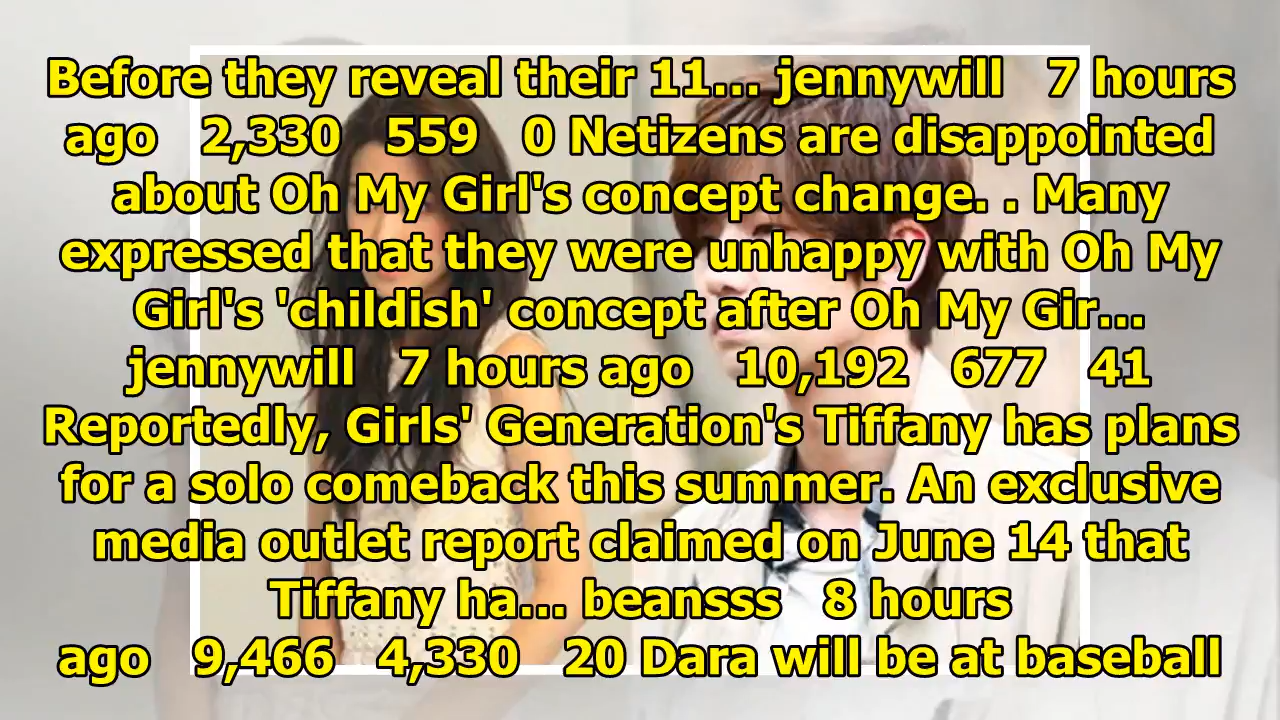 Before they reveal their 11... jennywill 7 hours
ago 2,330 559 0 Netizens are disappointed
about Oh My Girl's concept change. . Many
expressed that they were unhappy with Oh My
Girl's 'childish' concept after Oh My Gir...
jennywill 7 hours ago 10,192 677 41
Reportedly, Girls' Generation's Tiffany has plans
for a solo comeback this summer. An exclusive
media outlet report claimed on June 14 that
Tiffany ha... beansss 8 hours
ago 9,466 4,330 20 Dara will be at baseball